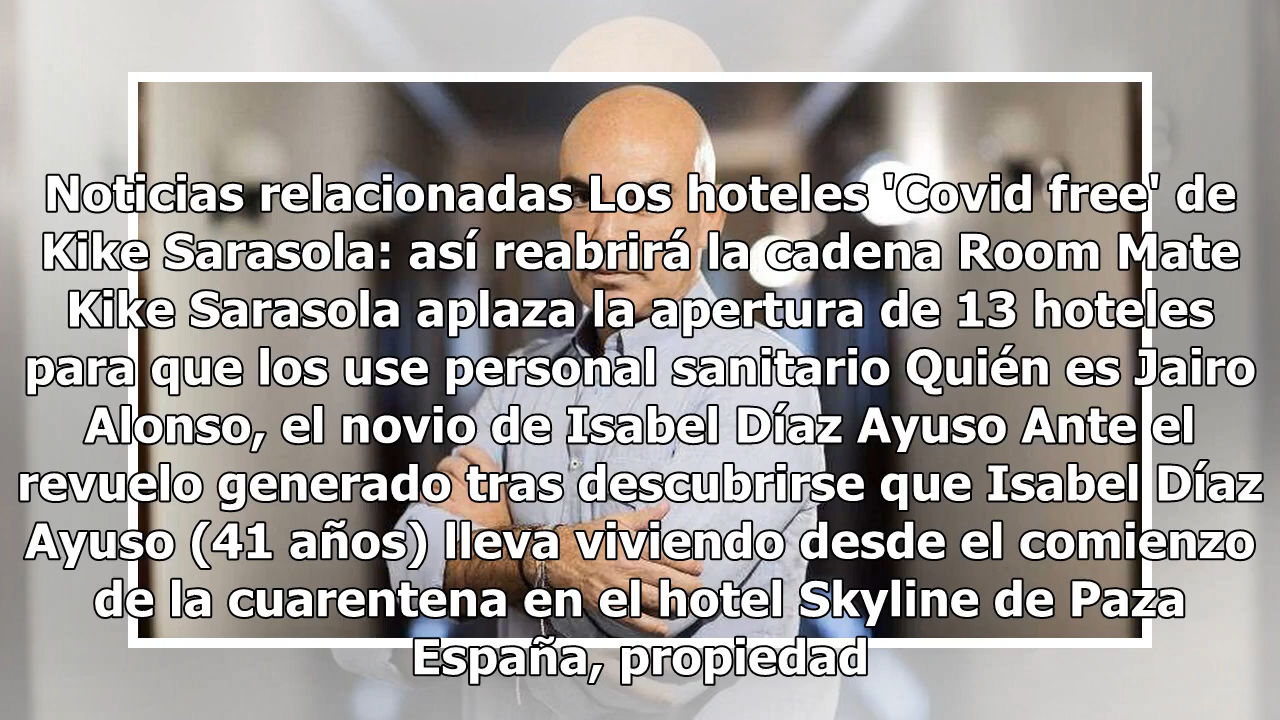 Noticias relacionadas Los hoteles 'Covid free' de
Kike Sarasola: así reabrirá la cadena Room Mate
Kike Sarasola aplaza la apertura de 13 hoteles
para que los use personal sanitario Quién es Jairo
Alonso, el novio de Isabel Díaz Ayuso Ante el
revuelo generado tras descubrirse que Isabel Díaz
Ayuso (41 años) lleva viviendo desde el comienzo
de la cuarentena en el hotel Skyline de Paza
España, propiedad